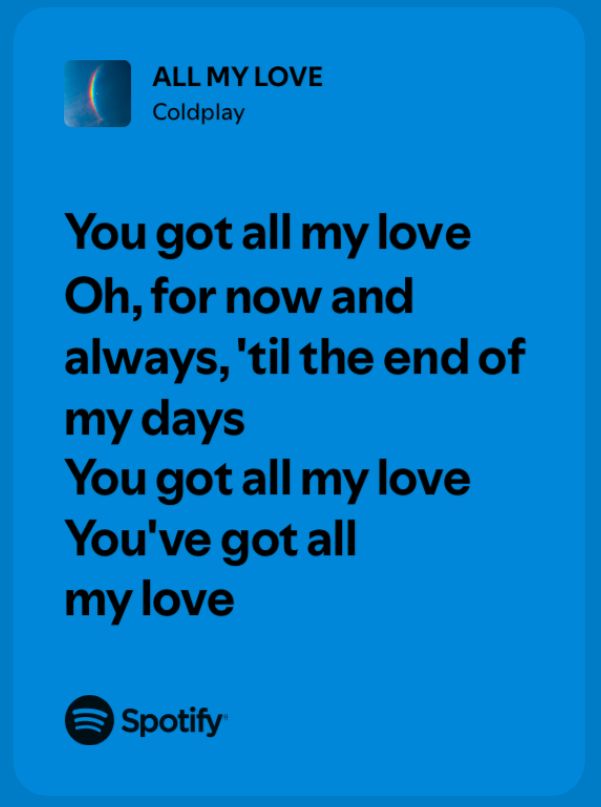 ALL MY LOVE
Coldplay
You got all my love
Oh, for now and
always, 'til the end of
my days
You got all my love
You've got all
my love
Spotify®